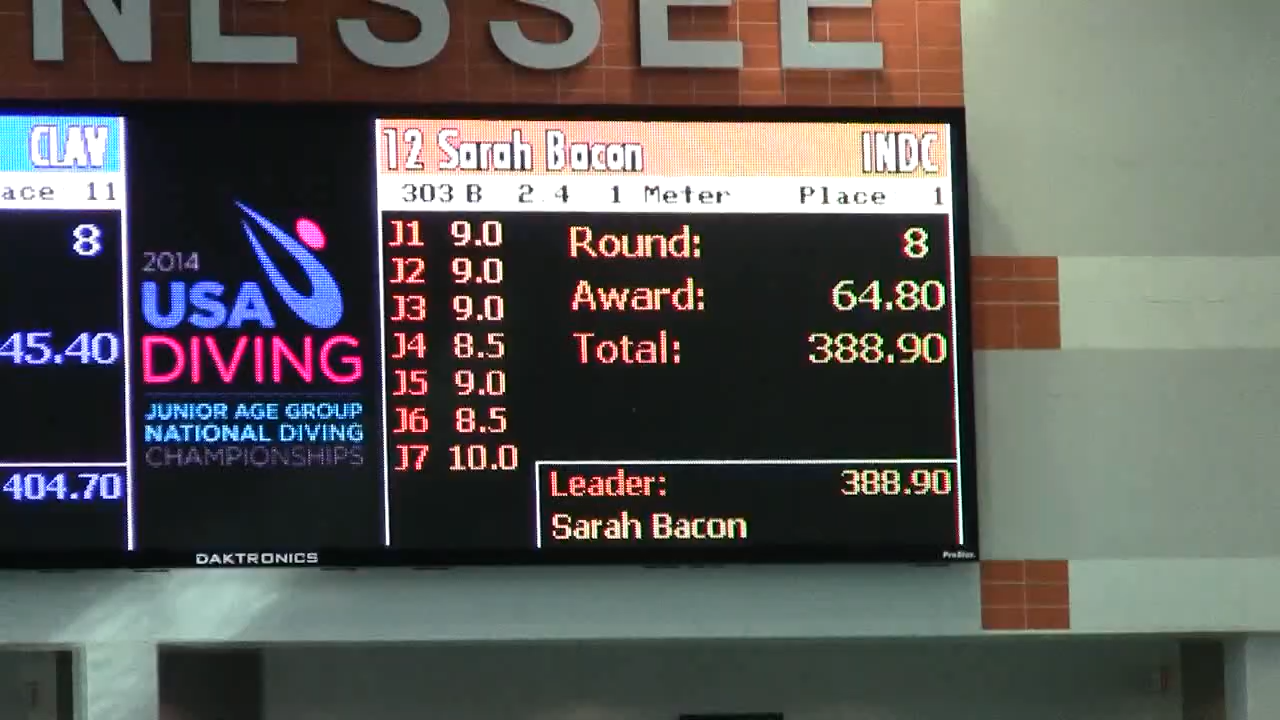 NESSEE
CLAV
ace 11
8
45.40
404.70
2014
USA
DIVING
JUNIOR AGE GROUP
NATIONAL DIVING
CHAMPIONSHIPS
12 Sarah Bacon INDC
303 B 2.4 1 Meter Place 1
J1 9.0
J2 9.0
J3 9.0
J4 8.5
J5 9.0
J6 8.5
J7 10.0
Round: 8
Award: 64.80
Total: 388.90
Leader: 388.90
Sarah Bacon
DAKTRONICS
ProStar